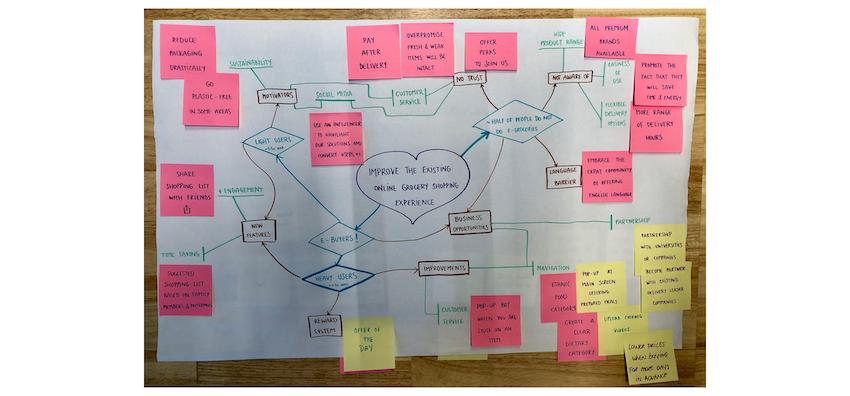 REDUCE
PACKAGING
DRASTICALLY
SUSTAINABILITY
GO
PLASTIC-FREE
IN SOME AREAS
MOTIVATORS
SOCIAL MEDIA
PAY
AFTER
DELIVERY
OVERPROMISE
FRESH & WEAK
ITEMS WILL BE
INTACT
OFFER
PERKS
TO JOIN US
NO TRUST
CUSTOMER
SERVICE
WIDE
PRODUCT RANGE
ALL PREMIUM
BRANDS
AVAILABLE
NOT AWARE OF
EASINESS
OF
USE
PROMOTE THE
FACT THAT THEY
WILL SAVE
TIME & ENERGY
FLEXIBLE
DELIVERY
OPTIONS
MORE RANGE
OF DELIVERY
HOURS
USE AN INFLUENCER
TO HIGHLIGHT
OUR SOLUTIONS AND
CONVERT USERS
~ HALF OF PEOPLE DO NOT
DO E-GROCERIES
LIGHT USERS
LANGUAGE
BARRIER
EMBRACE THE
EXPAT COMMUNITY
BY OFFERING
ENGLISH LANGUAGE
IMPROVE THE EXISTING
ONLINE GROCERY SHOPPING
EXPERIENCE
SHARE
SHOPPING LIST
WITH FRIENDS
ENGAGEMENT
NEW
FEATURES
TIME SAVING
SUGGESTED
SHOPPING LIST
BASED ON FAMILY
MEMBERS &
E-BUYERS!
BUSINESS
OPPORTUNITIES
PARTNERSHIP
PARTNERSHIP
WITH UNIVERSITIES
OR COMPANIES
BECOME PARTNER
WITH EXISTING
DELIVERY LEADER
COMPANIES
HEAVY USERS
IMPROVEMENTS
NAVIGATION
ETHNIC
FOOD
CATEGORY
POP-UP AT
MAIN SCREEN
OFFERING
PREPARED MEALS
REWARD
SYSTEM
OFFER OF
THE
DAY
CUSTOMER
SERVICE
POP-UP BOT
WHEN YOU ARE
STUCK ON AN
ITEM
CREATE A
CLEAR
DIETARY
CATEGORY
UPLOAD COOKING
VIDEOS
LOWER PRICES
WHEN BUYING
FOR MORE DAYS
IN ADVANCE